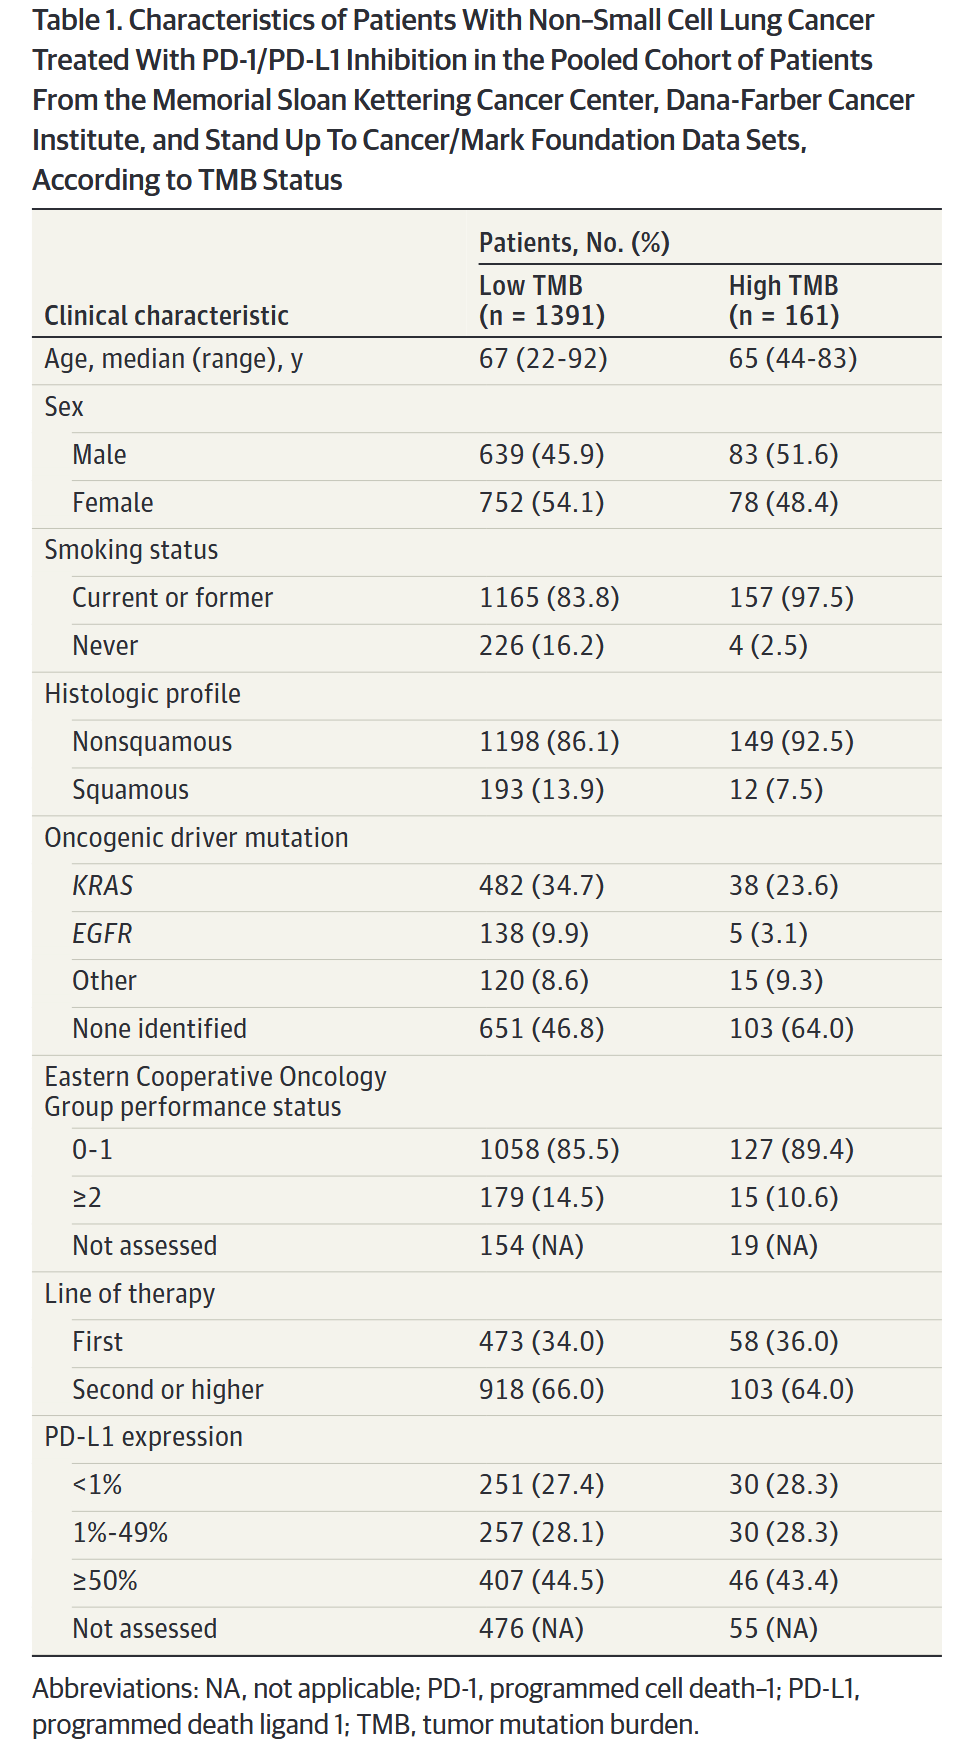 Table 1. Characteristics of Patients With Non–Small Cell Lung Cancer
Treated With PD-1/PD-L1 Inhibition in the Pooled Cohort of Patients
From the Memorial Sloan Kettering Cancer Center, Dana-Farber Cancer
Institute, and Stand Up To Cancer/Mark Foundation Data Sets,
According to TMB Status
Patients, No. (%)
Clinical characteristic Low TMB (n = 1391) High TMB (n = 161)
Age, median (range), y 67 (22-92) 65 (44-83)
Sex
Male 639 (45.9) 83 (51.6)
Female 752 (54.1) 78 (48.4)
Smoking status
Current or former 1165 (83.8) 157 (97.5)
Never 226 (16.2) 4 (2.5)
Histologic profile
Nonsquamous 1198 (86.1) 149 (92.5)
Squamous 193 (13.9) 12 (7.5)
Oncogenic driver mutation
KRAS 482 (34.7) 38 (23.6)
EGFR 138 (9.9) 5 (3.1)
Other 120 (8.6) 15 (9.3)
None identified 651 (46.8) 103 (64.0)
Eastern Cooperative Oncology
Group performance status
0-1 1058 (85.5) 127 (89.4)
≥2 179 (14.5) 15 (10.6)
Not assessed 154 (NA) 19 (NA)
Line of therapy
First 473 (34.0) 58 (36.0)
Second or higher 918 (66.0) 103 (64.0)
PD-L1 expression
<1% 251 (27.4) 30 (28.3)
1%-49% 257 (28.1) 30 (28.3)
≥50% 407 (44.5) 46 (43.4)
Not assessed 476 (NA) 55 (NA)
Abbreviations: NA, not applicable; PD-1, programmed cell death–1; PD-L1,
programmed death ligand 1; TMB, tumor mutation burden.